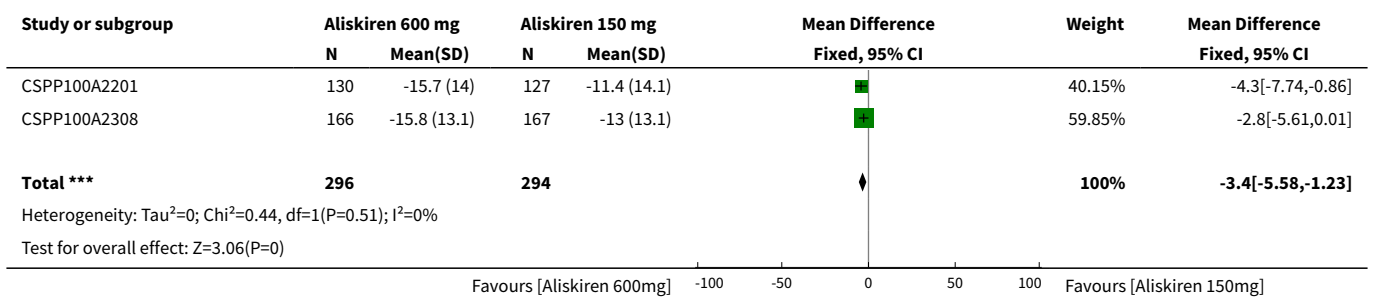 Study or subgroup Aliskiren 600 mg Aliskiren 150 mg Mean Difference Weight Mean Difference
N Mean(SD) N Mean(SD) Fixed, 95% CI Fixed, 95% CI
CSPP100A2201 130 -15.7 (14) 127 -11.4 (14.1) 40.15% -4.3[-7.74,-0.86]
CSPP100A2308 166 -15.8 (13.1) 167 -13 (13.1) 59.85% -2.8[-5.61,0.01]
Total *** 296 294 100% -3.4[-5.58,-1.23]
Heterogeneity: Tau²=0; Chi²=0.44, df=1(P=0.51); I²=0%
Test for overall effect: Z=3.06(P=0)
Favours [Aliskiren 600mg] -100 -50 0 50 100 Favours [Aliskiren 150mg]